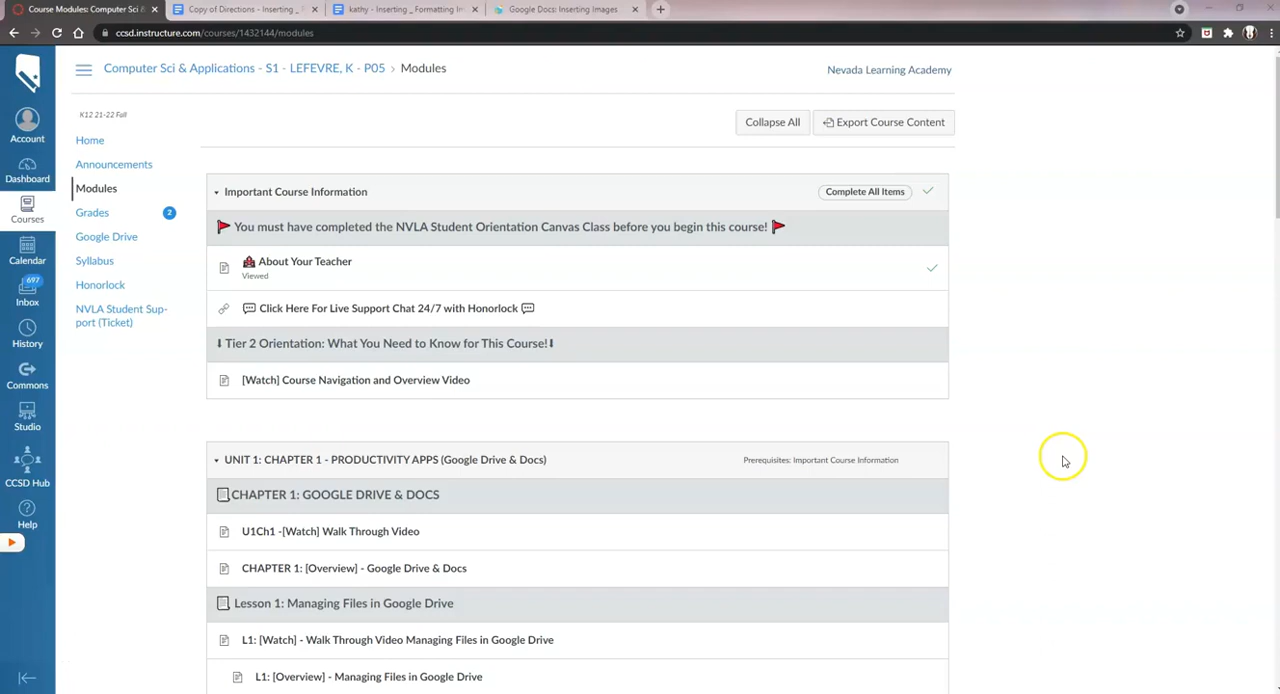 Course Modules: Computer Sci &
Copy of Directions - Inserting _
kathy - Inserting _ Formatting I
Google Docs: Inserting Images
ccsd.instructure.com/courses/1432144/modules
Computer Sci & Applications - S1 - LEFEVRE, K - P05 > Modules
Nevada Learning Academy
K12 21-22 Fall
Collapse All
Export Course Content
Account
Dashboard
Courses
Calendar
697
Inbox
History
Commons
Studio
CCSD Hub
Help
Home
Announcements
Modules
Grades 2
Google Drive
Syllabus
Honorlock
NVLA Student Sup-
port (Ticket)
Important Course Information
Complete All Items
You must have completed the NVLA Student Orientation Canvas Class before you begin this course!
About Your Teacher
Viewed
Click Here For Live Support Chat 24/7 with Honorlock
Tier 2 Orientation: What You Need to Know for This Course!
[Watch] Course Navigation and Overview Video
UNIT 1: CHAPTER 1 - PRODUCTIVITY APPS (Google Drive & Docs)
Prerequisites: Important Course Information
CHAPTER 1: GOOGLE DRIVE & DOCS
U1Ch1 -[Watch] Walk Through Video
CHAPTER 1: [Overview] - Google Drive & Docs
Lesson 1: Managing Files in Google Drive
L1: [Watch] - Walk Through Video Managing Files in Google Drive
L1: [Overview] - Managing Files in Google Drive